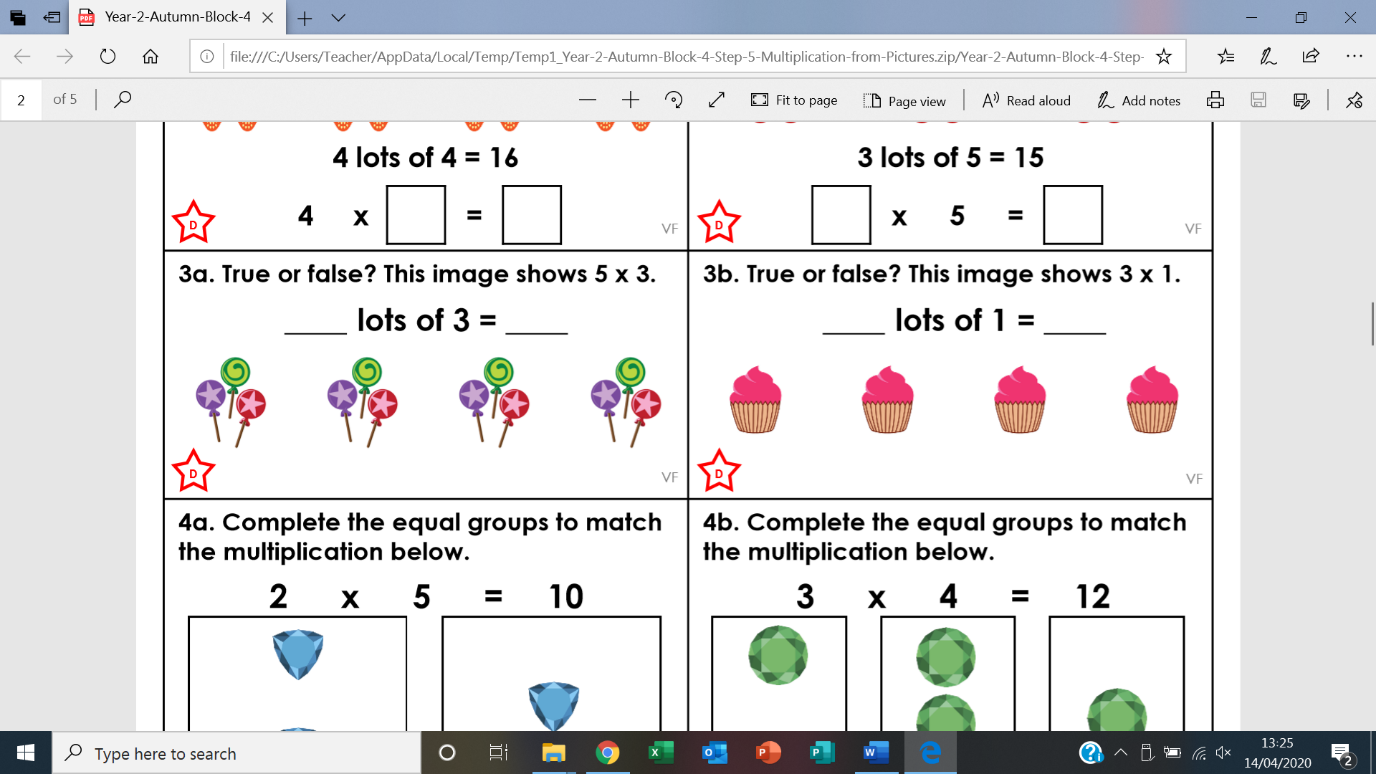 Year-2-Autumn-Block-4
file:///C:/Users/Teacher/AppData/Local/Temp/Temp1_Year-2-Autumn-Block-4-Step-5-Multiplication-from-Pictures.zip/Year-2-Autumn-Block-4-Step-
2 of 5
Fit to page
Page view
Read aloud
Add notes
4 lots of 4 = 16
4 x =
D
VF
3 lots of 5 = 15
x 5 =
D
VF
3a. True or false? This image shows 5 x 3.
____ lots of 3 = ____
D
VF
3b. True or false? This image shows 3 x 1.
____ lots of 1 = ____
D
VF
4a. Complete the equal groups to match
the multiplication below.
2 x 5 = 10
4b. Complete the equal groups to match
the multiplication below.
3 x 4 = 12
Type here to search
13:25
14/04/2020
2